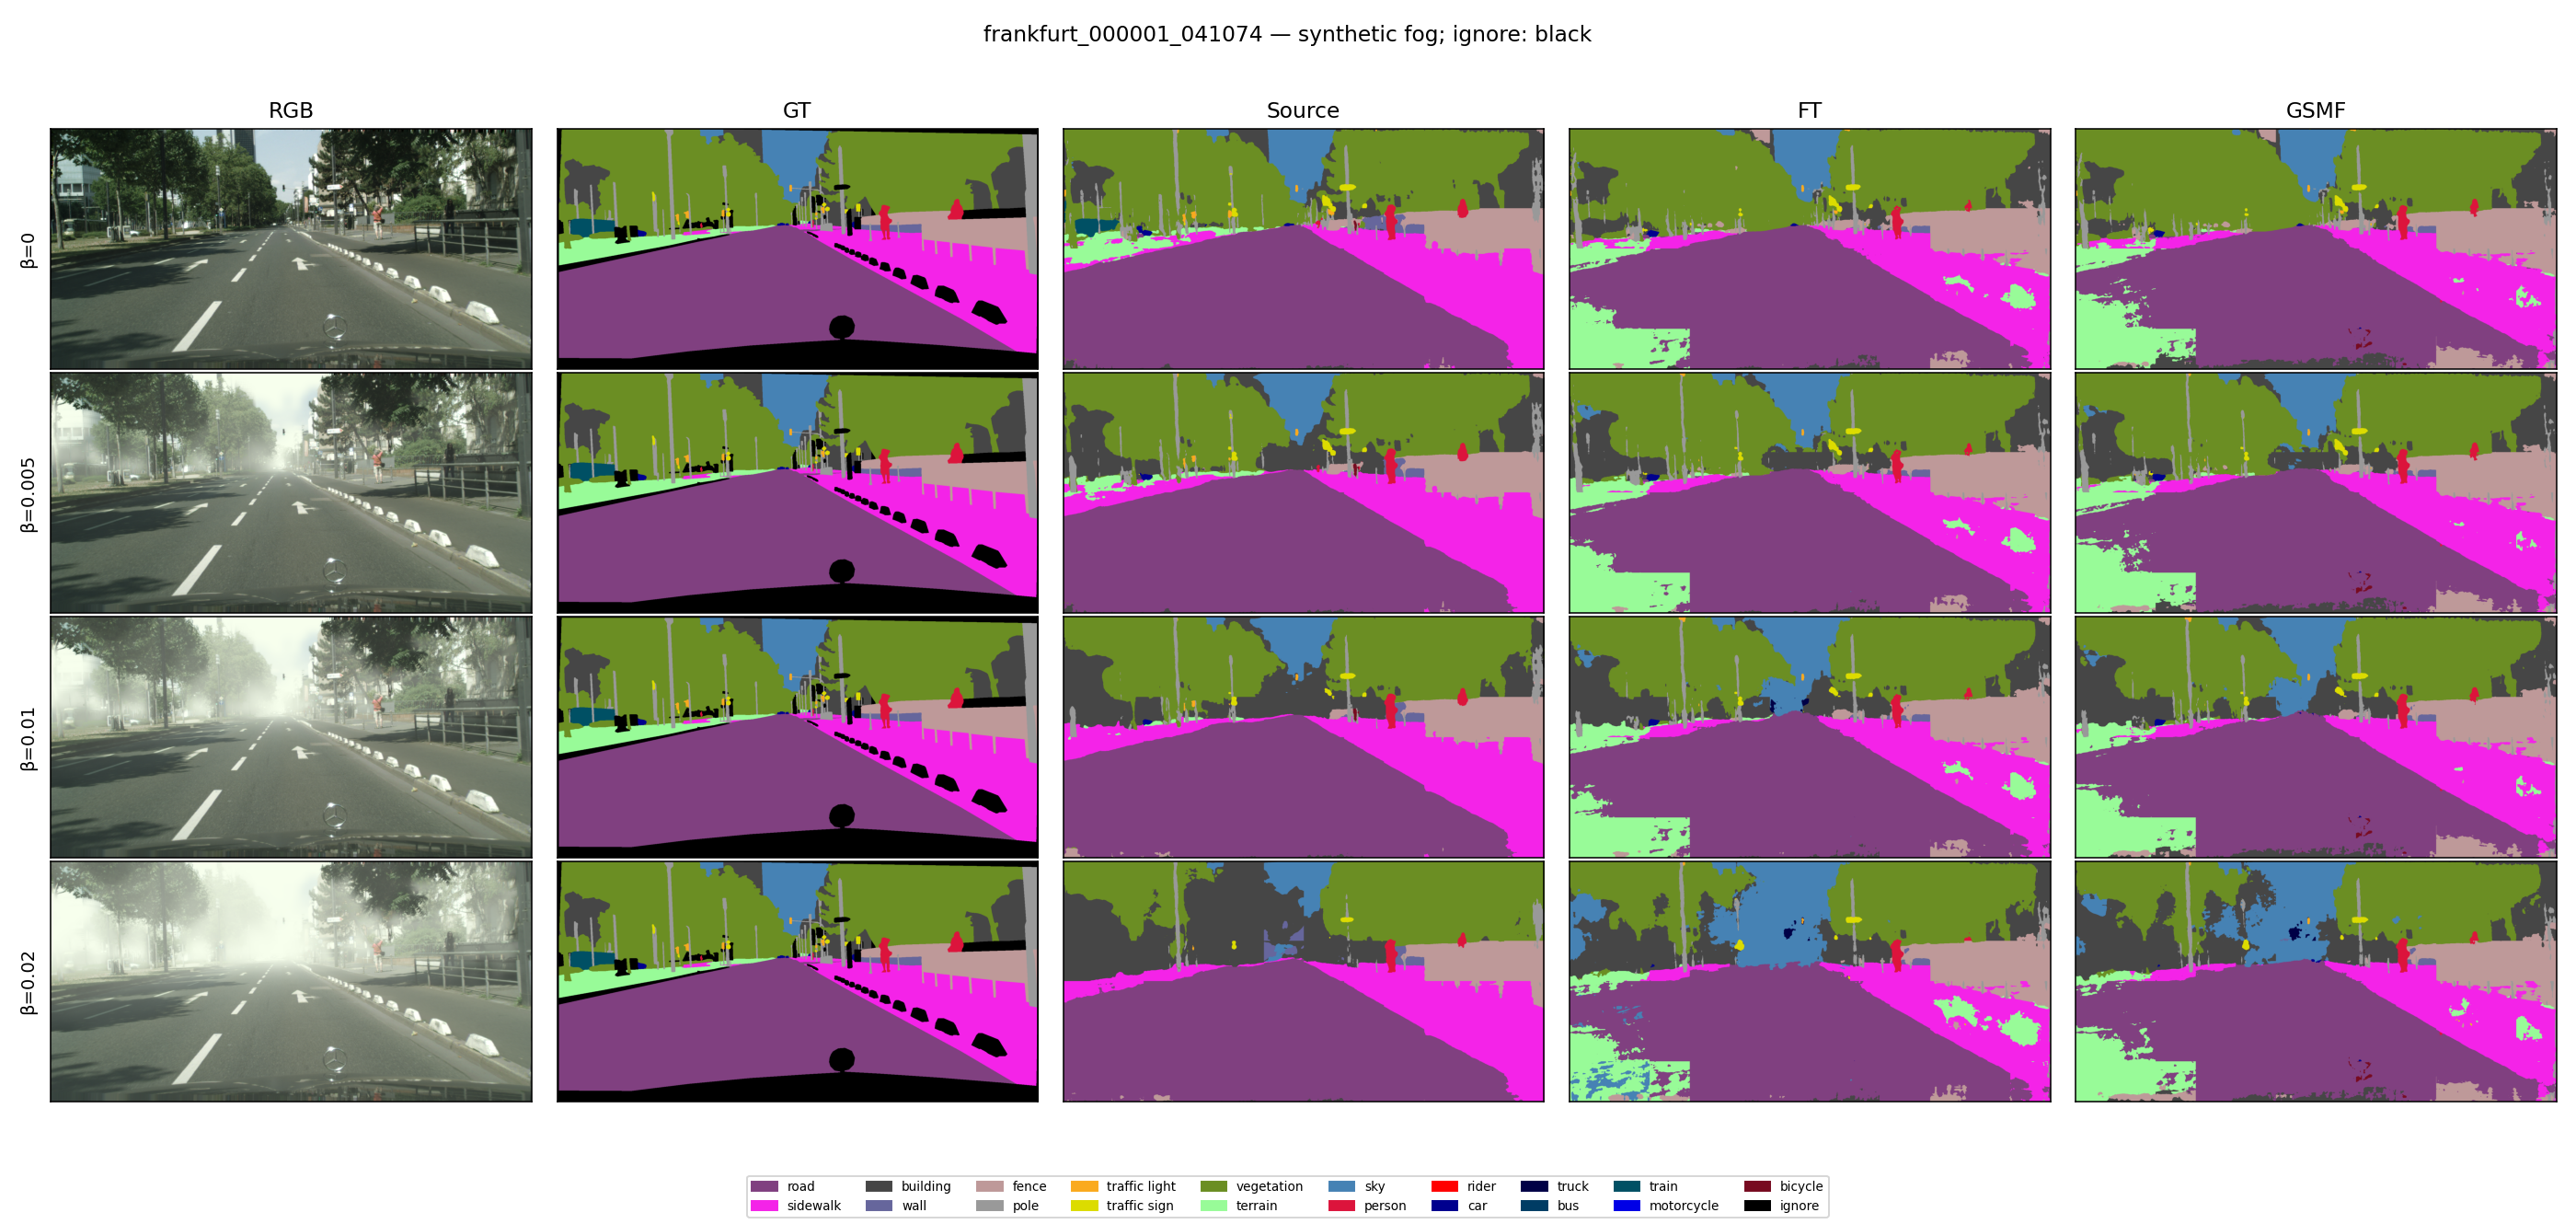 frankfurt_000001_041074 — synthetic fog; ignore: black
RGB GT Source FT GSMF
β=0
β=0.005
β=0.01
β=0.02
road building fence traffic light vegetation sky rider truck train bicycle
sidewalk wall pole traffic sign terrain person car bus motorcycle ignore